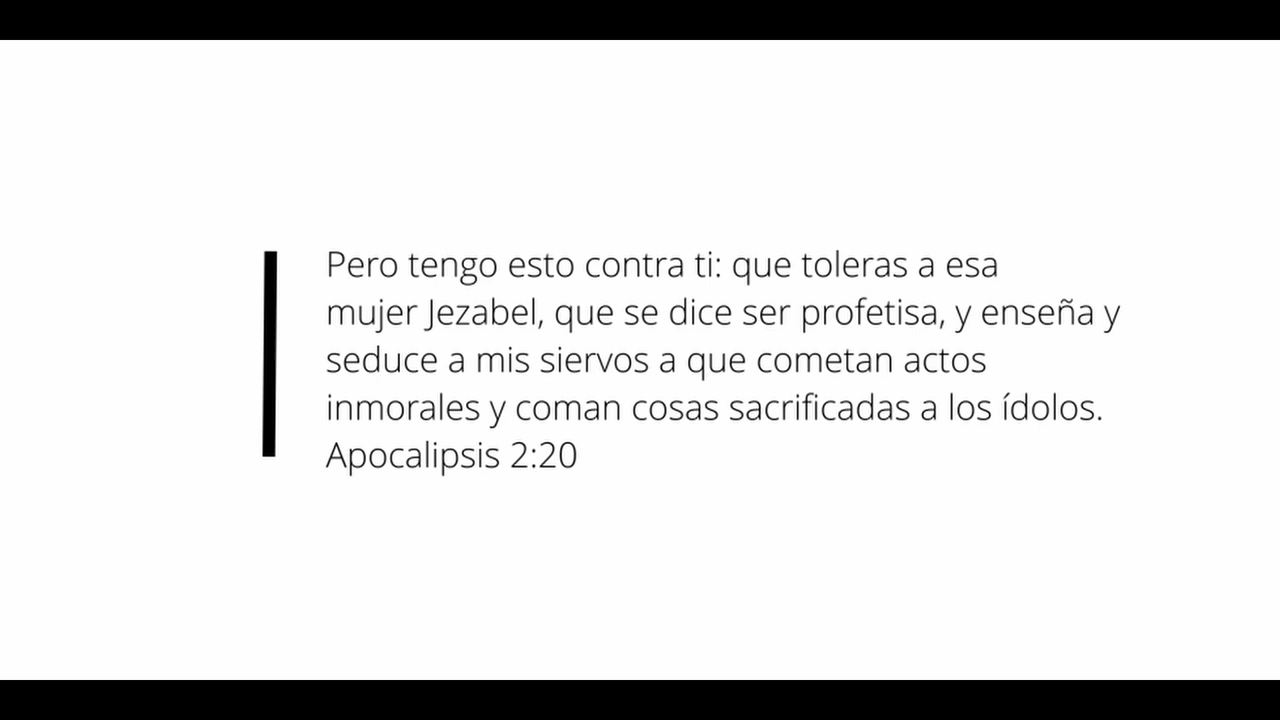 Pero tengo esto contra ti: que toleras a esa
mujer Jezabel, que se dice ser profetisa, y enseña y
seduce a mis siervos a que cometan actos
inmorales y coman cosas sacrificadas a los ídolos.
Apocalipsis 2:20